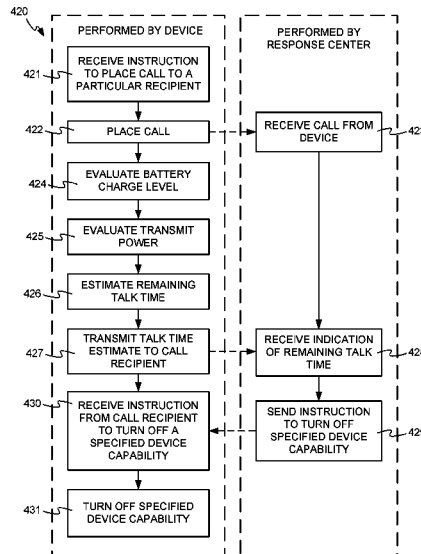 420
PERFORMED BY DEVICE
PERFORMED BY
RESPONSE CENTER
421
RECEIVE INSTRUCTION
TO PLACE CALL TO A
PARTICULAR RECIPIENT
422
PLACE CALL
RECEIVE CALL FROM
DEVICE
424
EVALUATE BATTERY
CHARGE LEVEL
425
EVALUATE TRANSMIT
POWER
426
ESTIMATE REMAINING
TALK TIME
427
TRANSMIT TALK TIME
ESTIMATE TO CALL
RECIPIENT
RECEIVE INDICATION
OF REMAINING TALK
TIME
430
RECEIVE INSTRUCTION
FROM CALL RECIPIENT
TO TURN OFF A
SPECIFIED DEVICE
CAPABILITY
SEND INSTRUCTION
TO TURN OFF
SPECIFIED DEVICE
CAPABILITY
431
TURN OFF SPECIFIED
DEVICE CAPABILITY